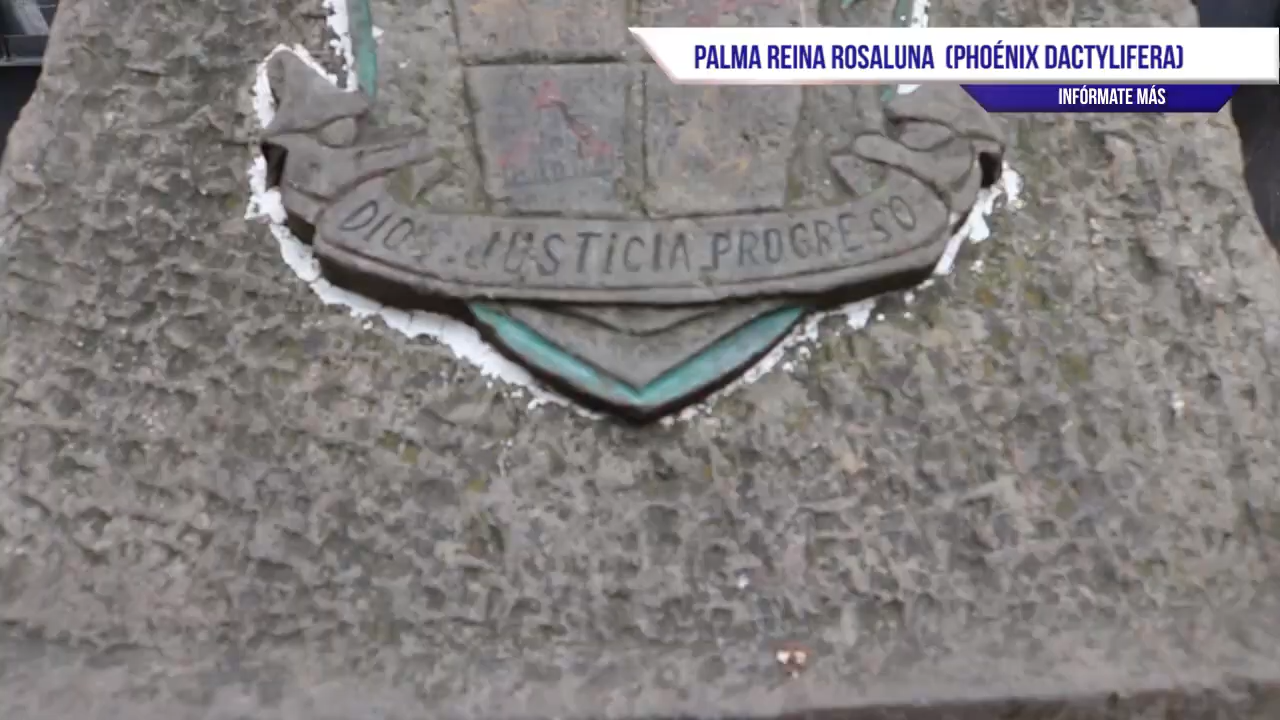 PALMA REINA ROSALUNA (PHOÉNIX DACTYLIFERA)
INFÓRMATE MÁS
DIOS JUSTICIA PROGRESO